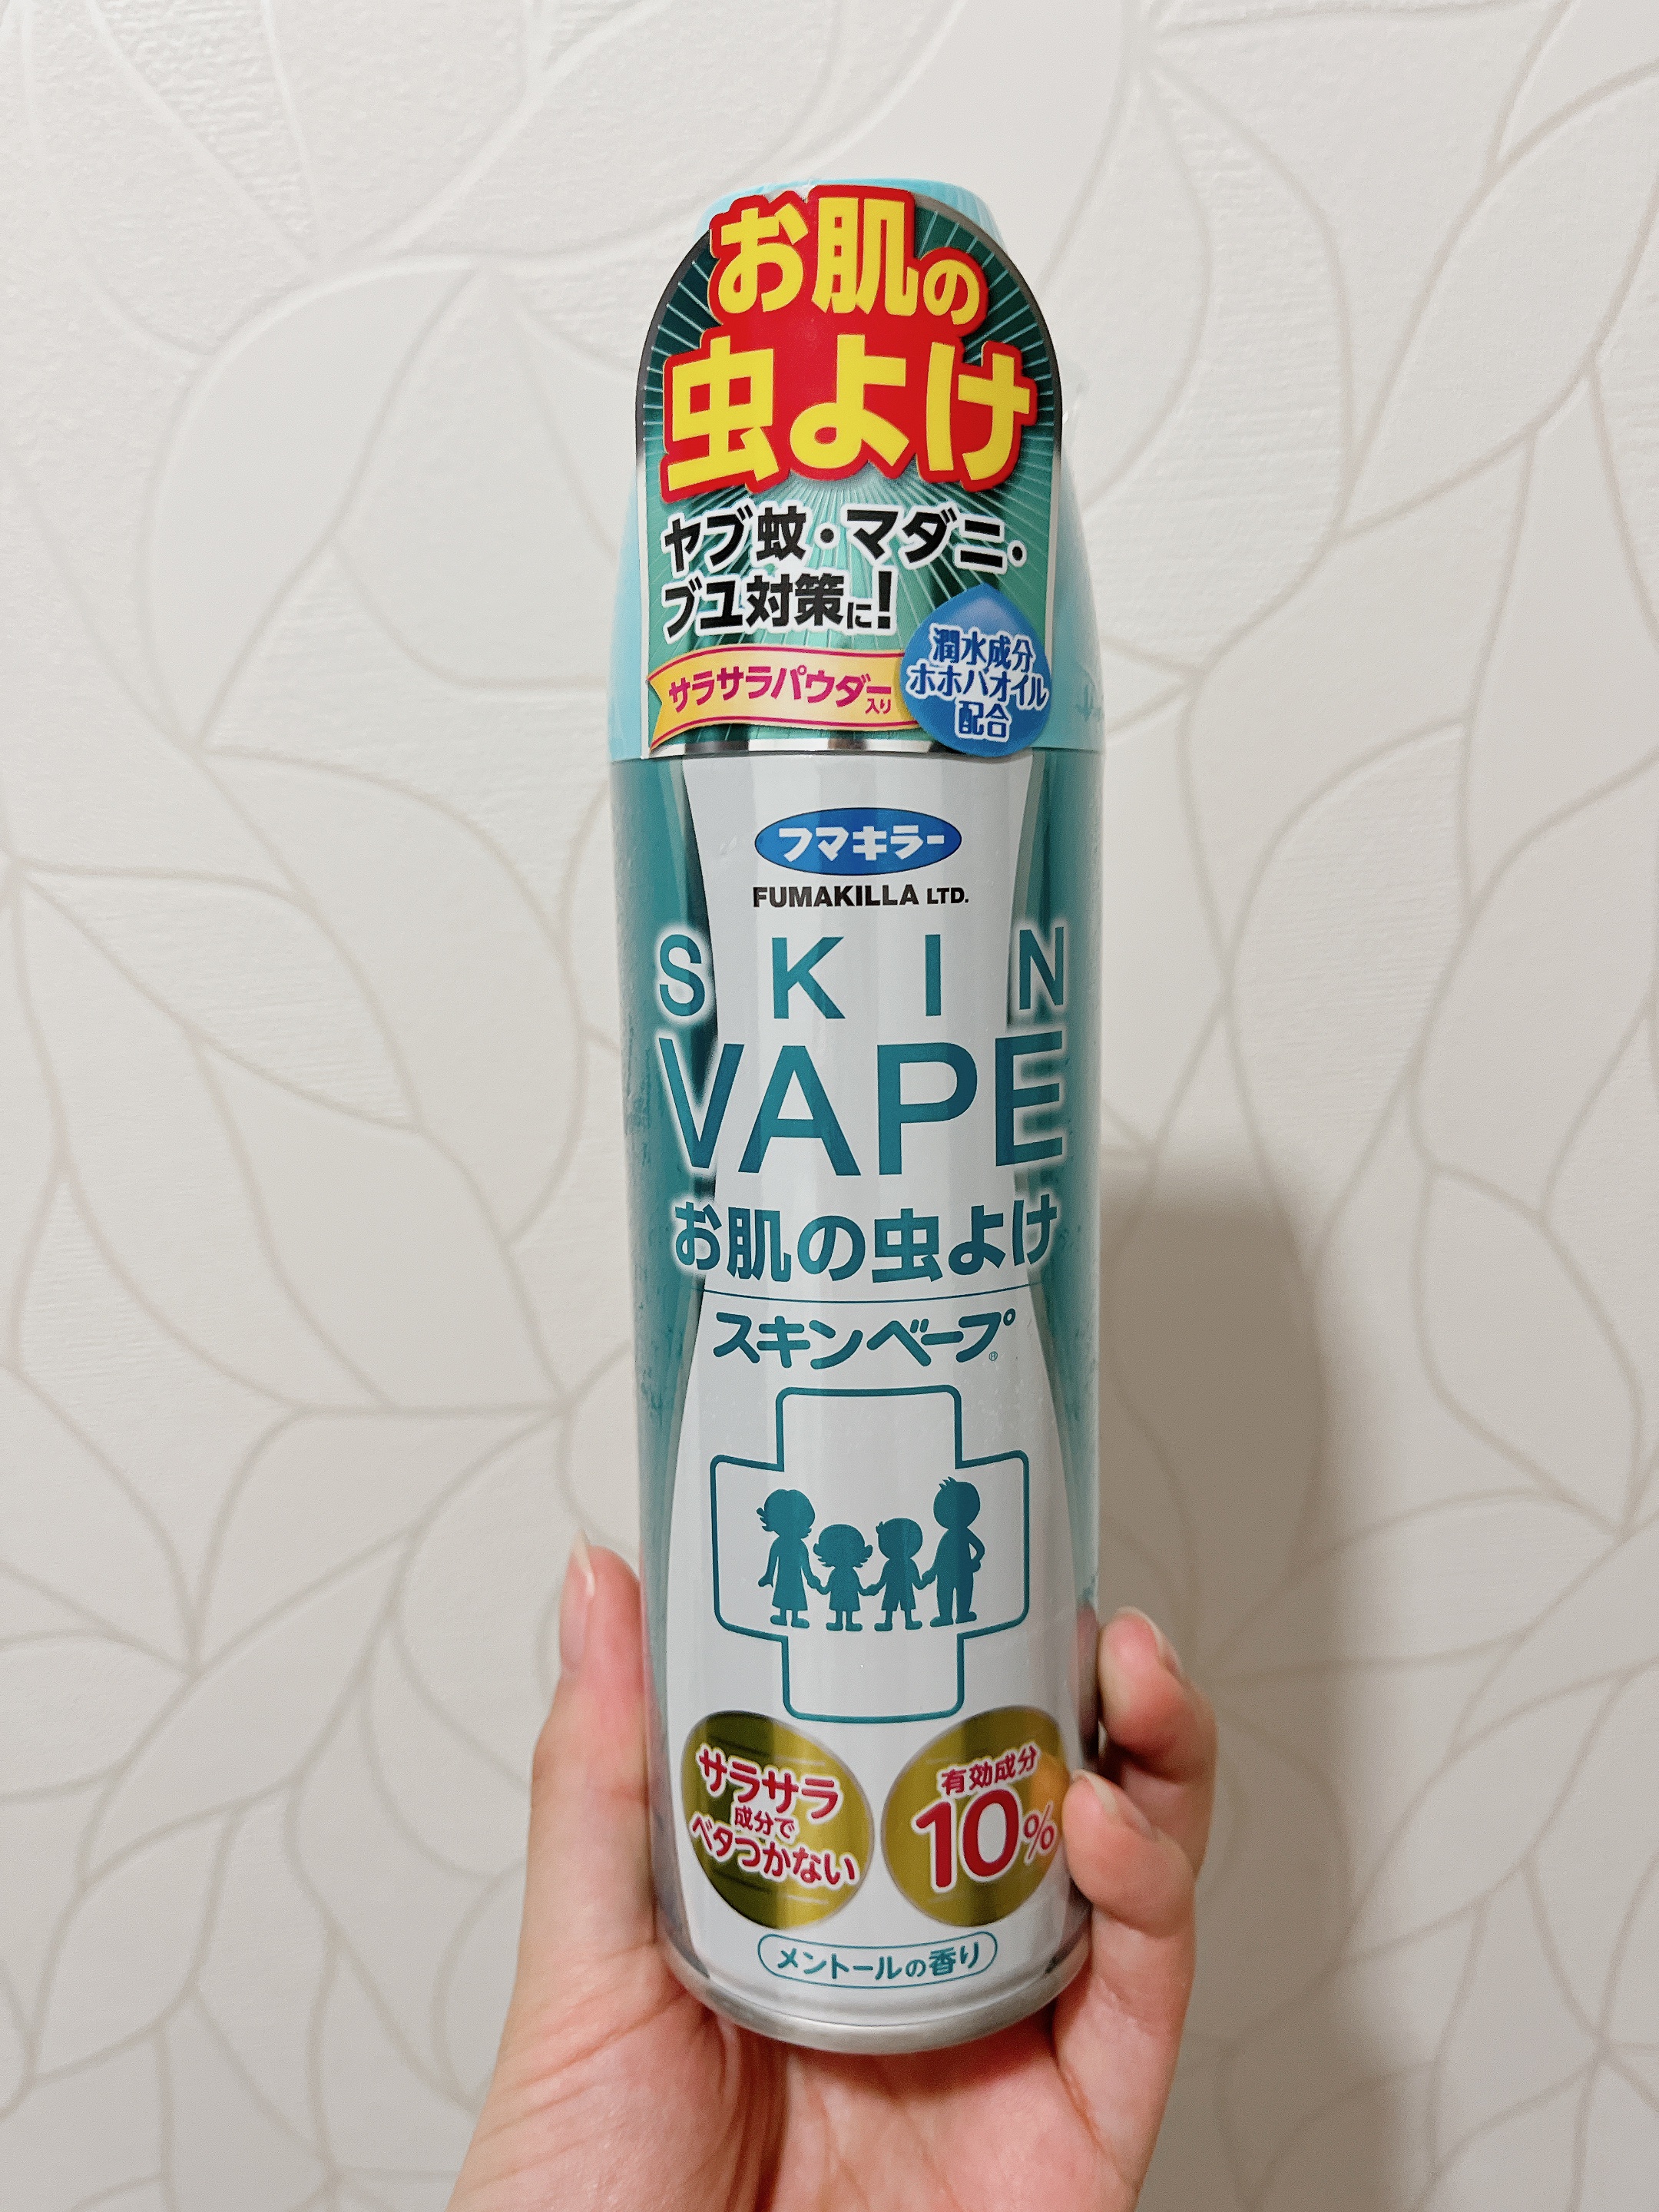 お肌の
虫よけ
ヤブ蚊・マダニ・
ブユ対策に!
サラサラパウダー入り
潤水成分
ホホバオイル
配合
フマキラー
FUMAKILLA LTD.
SKIN
VAPE
お肌の虫よけ
スキンベープ®
サラサラ
成分で
ベタつかない
有効成分
10%
メントールの香り